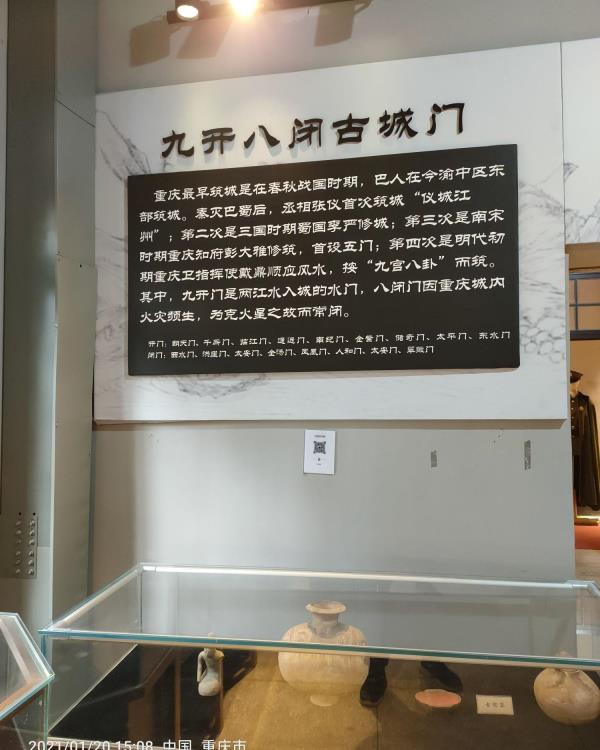 九开八闭古城门
重庆最早筑城是在春秋战国时期，巴人在今渝中区东
部筑城。秦灭巴蜀后，丞相张仪首次筑城“仪城江
州”；第二次是三国时期蜀国李严修城；第三次是南宋
时期重庆知府彭大雅修筑，首设五门；第四次是明代初
期重庆卫指挥使戴鼎顺应风水，按“九宫八卦”而筑。
其中，九开门是两江水入城的水门，八闭门因重庆城内
火灾频生，为克火星之故而常闭。
开门：朝天门、千厮门、临江门、通远门、南纪门、金紫门、储奇门、太平门、东水门
闭门：翠水门、洪崖门、太安门、金汤门、凤凰门、人和门、太安门、定远门
2021/01/20 15:08 中国 重庆市